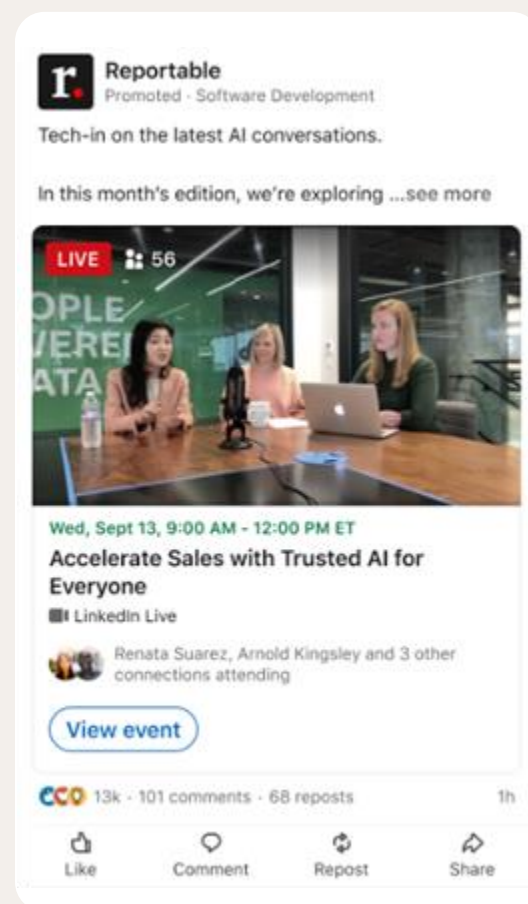 r.
Reportable
Promoted · Software Development
Tech-in on the latest AI conversations.
In this month's edition, we're exploring ...see more
LIVE 56
OPLE
VERE
ATA
Wed, Sept 13, 9:00 AM - 12:00 PM ET
Accelerate Sales with Trusted AI for
Everyone
LinkedIn Live
Renata Suarez, Arnold Kingsley and 3 other
connections attending
View event
13k · 101 comments · 68 reposts 1h
Like Comment Repost Share